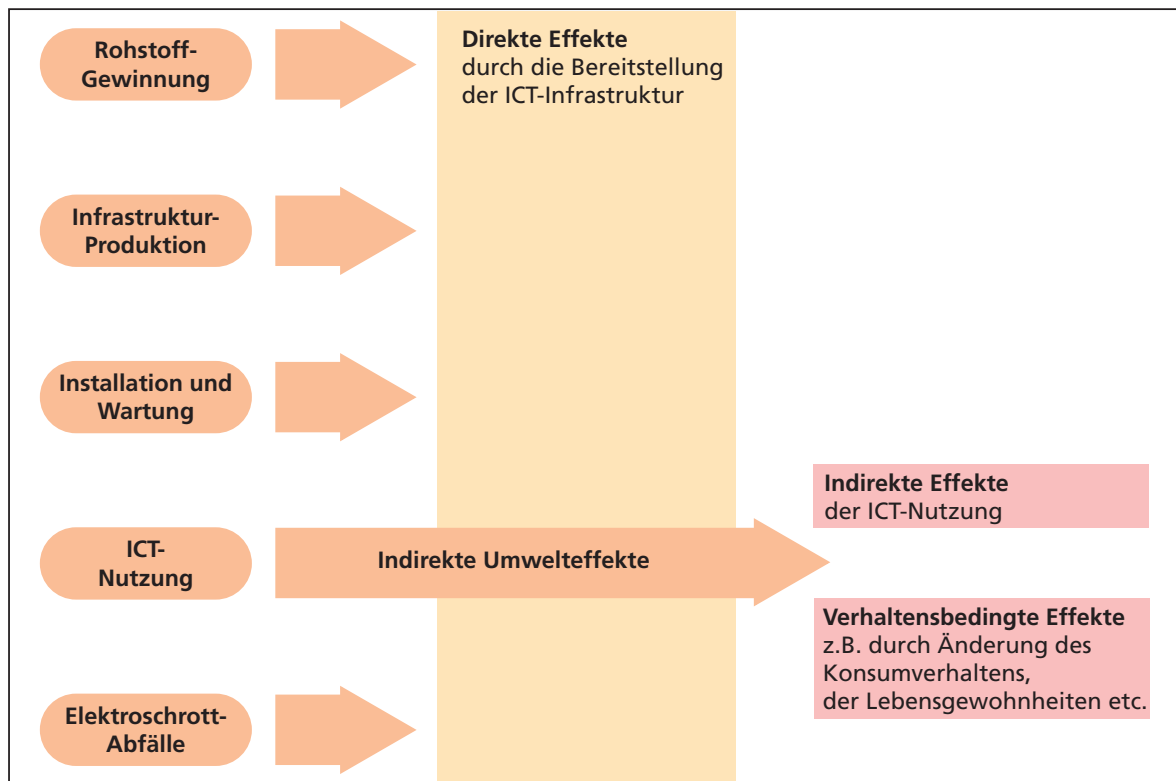 Rohstoff-
Gewinnung
Direkte Effekte
durch die Bereitstellung
der ICT-Infrastruktur
Infrastruktur-
Produktion
Installation und
Wartung
ICT-
Nutzung
Indirekte Umwelteffekte
Indirekte Effekte
der ICT-Nutzung
Verhaltensbedingte Effekte
z.B. durch Änderung des
Konsumverhaltens,
der Lebensgewohnheiten etc.
Elektroschrott-
Abfälle